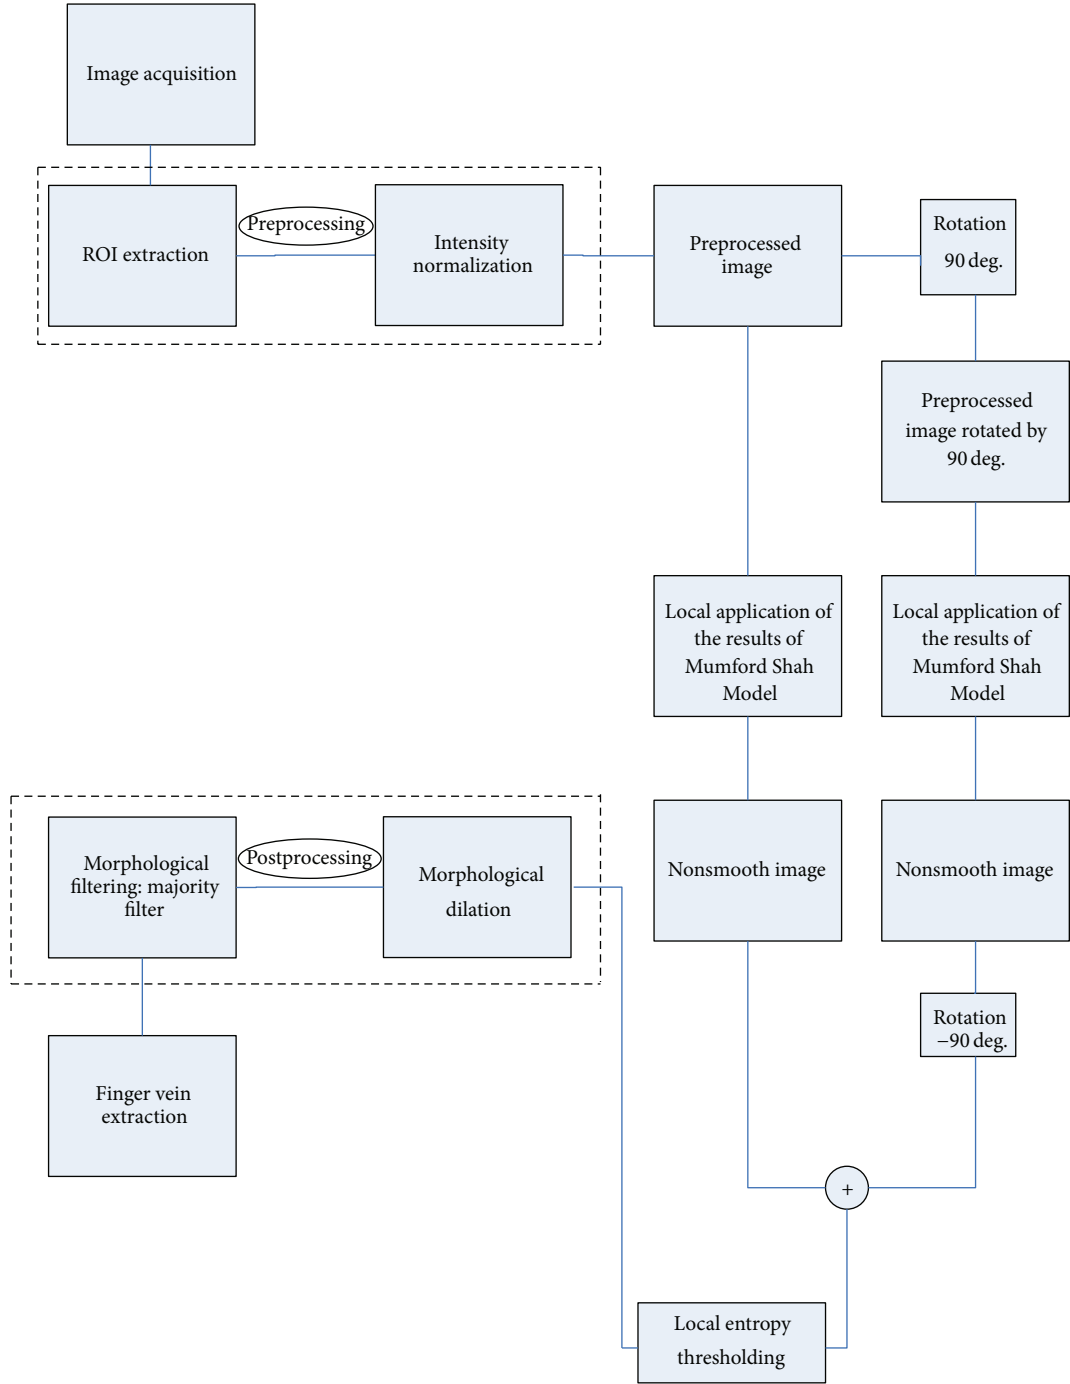 Image acquisition
ROI extraction
Preprocessing
Intensity
normalization
Preprocessed
image
Rotation
90 deg.
Preprocessed
image rotated by
90 deg.
Local application of
the results of
Mumford Shah
Model
Local application of
the results of
Mumford Shah
Model
Nonsmooth image
Nonsmooth image
Rotation
−90 deg.
+
Local entropy
thresholding
Morphological
dilation
Postprocessing
Morphological
filtering: majority
filter
Finger vein
extraction